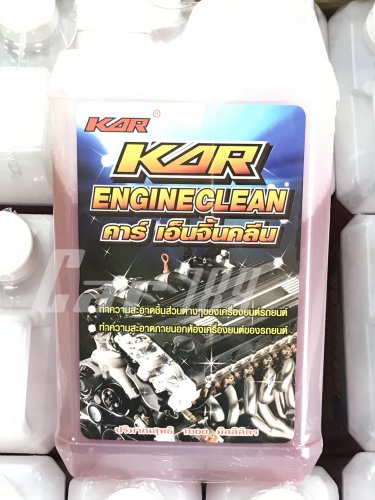 KAR®
KAR
ENGINECLEAN
คาร์ เอ็นจิ้นคลีน
ทำความสะอาดชิ้นส่วนต่างๆของเครื่องยนต์รถยนต์
ทำความสะอาดภายนอกห้องเครื่องยนต์ของรถยนต์
ปริมาณสุทธิ 1000 มิลลิลิตร